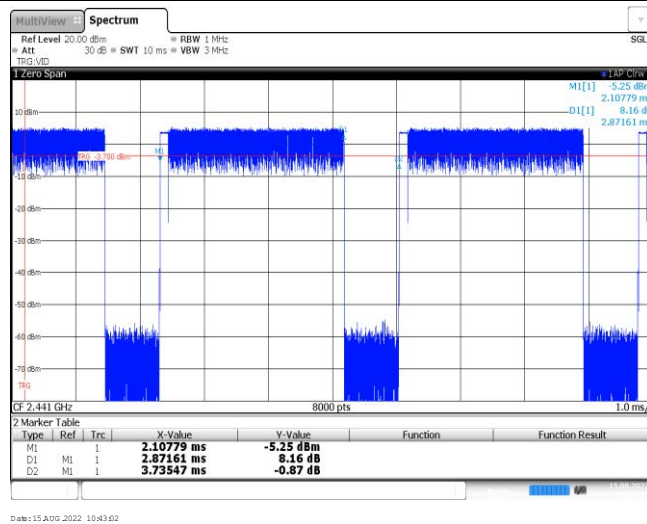 MultiView Spectrum
Ref Level 20.00 dBm RBW 1 MHz SGL
Att 30 dB SWT 10 ms VBW 3 MHz
TRG:VID
1 Zero Span 1AP Clrw
M1[1] -5.25 dBm
2.10779 m
10 dBm D1[1] 8.16 d
2.87161 m
M1
TRG -3.700 dBm
-10 dBm
-20 dBm
-30 dBm
-40 dBm
-50 dBm
-60 dBm
-70 dBm
TRG
CF 2.441 GHz 8000 pts 1.0 ms/
2 Marker Table
Type Ref Trc X-Value Y-Value Function Function Result
M1 1 2.10779 ms -5.25 dBm
D1 M1 1 2.87161 ms 8.16 dB
D2 M1 1 3.73547 ms -0.87 dB
Date: 15.AUG.2022 10:43:02